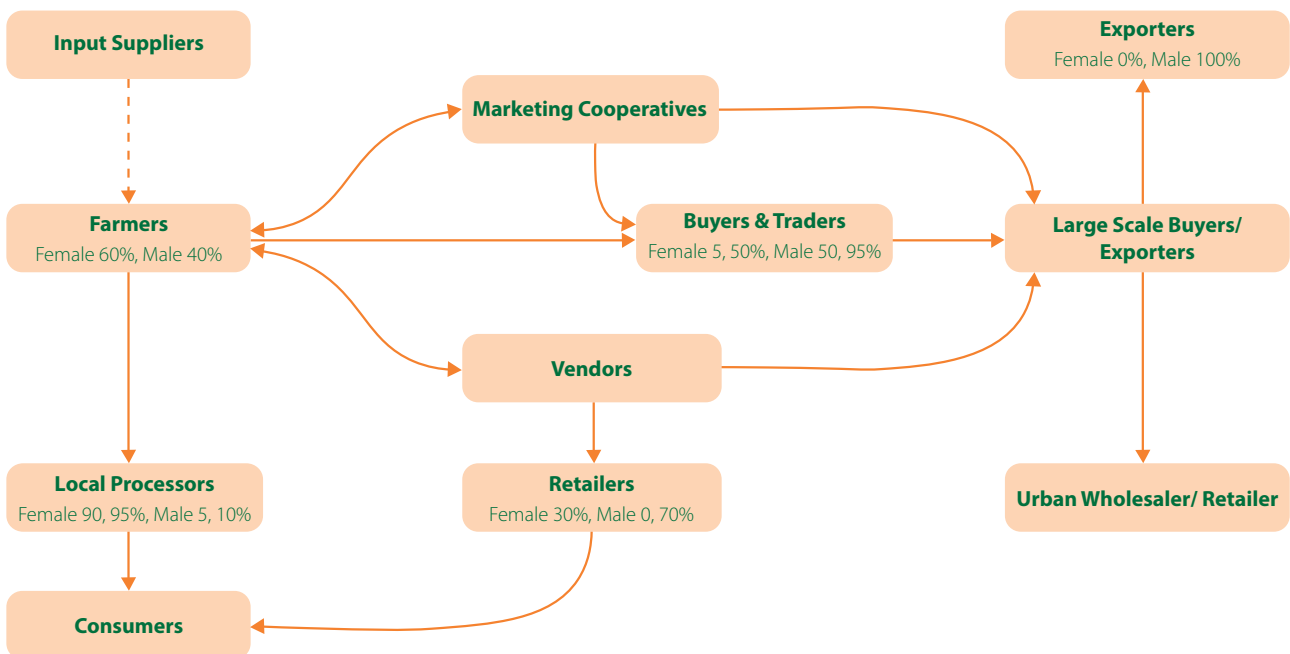 Input Suppliers
Exporters
Female 0%, Male 100%
Marketing Cooperatives
Farmers
Female 60%, Male 40%
Buyers & Traders
Female 5, 50%, Male 50, 95%
Large Scale Buyers/
Exporters
Vendors
Local Processors
Female 90, 95%, Male 5, 10%
Retailers
Female 30%, Male 0, 70%
Urban Wholesaler/ Retailer
Consumers